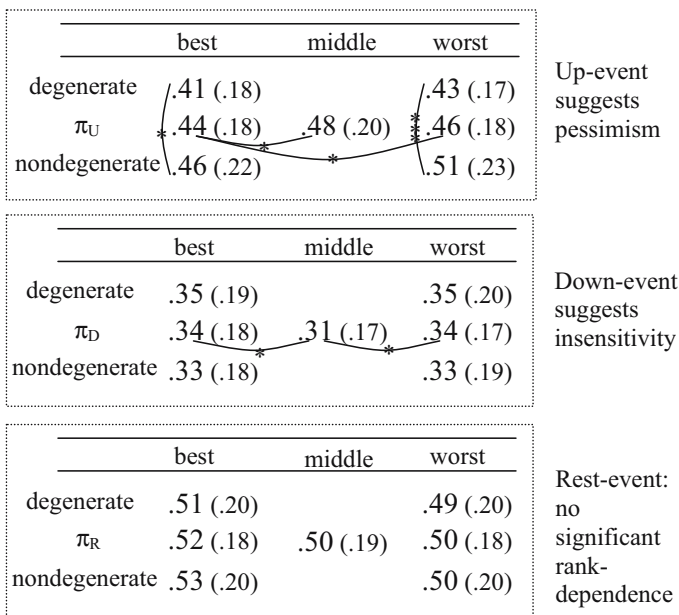 best middle worst
degenerate .41 (.18) .43 (.17)
πU * .44 (.18) .48 (.20) *** .46 (.18)
* *
nondegenerate .46 (.22) .51 (.23)
Up-event
suggests
pessimism
best middle worst
degenerate .35 (.19) .35 (.20)
πD .34 (.18) .31 (.17) .34 (.17)
* *
nondegenerate .33 (.18) .33 (.19)
Down-event
suggests
insensitivity
best middle worst
degenerate .51 (.20) .49 (.20)
πR .52 (.18) .50 (.19) .50 (.18)
nondegenerate .53 (.20) .50 (.20)
Rest-event:
no
significant
rank-
dependence